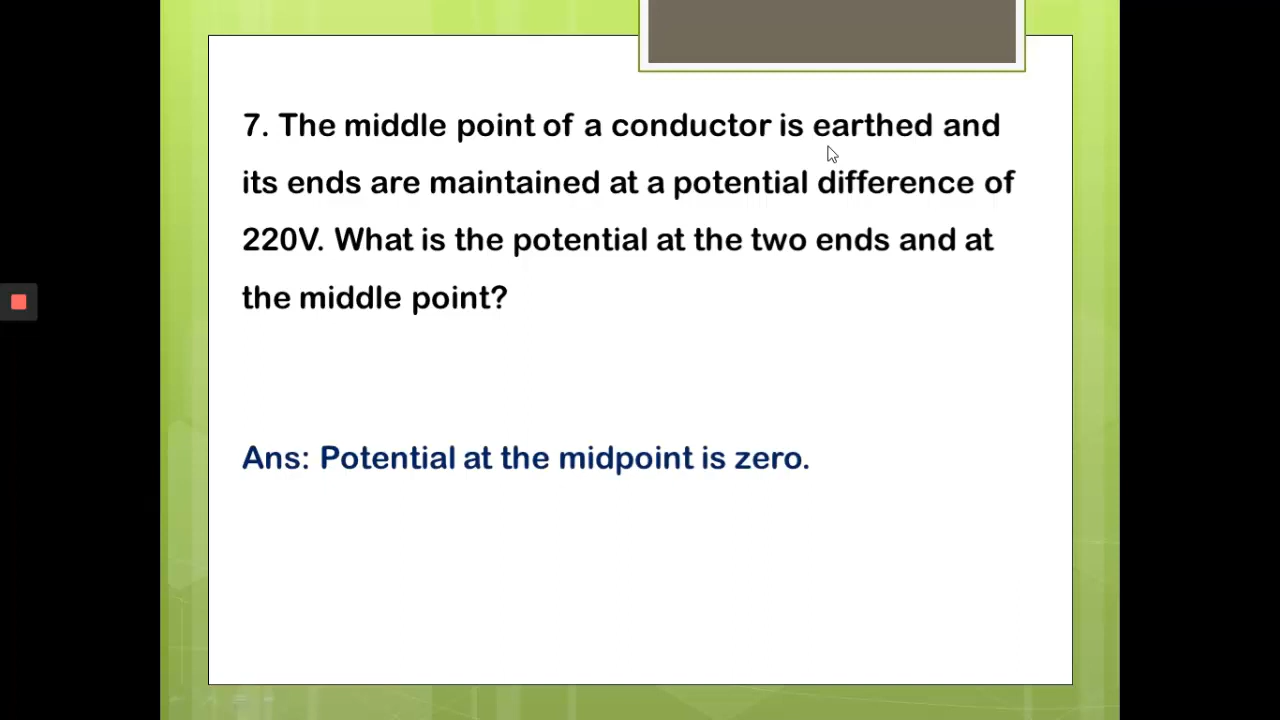 7. The middle point of a conductor is earthed and
its ends are maintained at a potential difference of
220V. What is the potential at the two ends and at
the middle point?
Ans: Potential at the midpoint is zero.